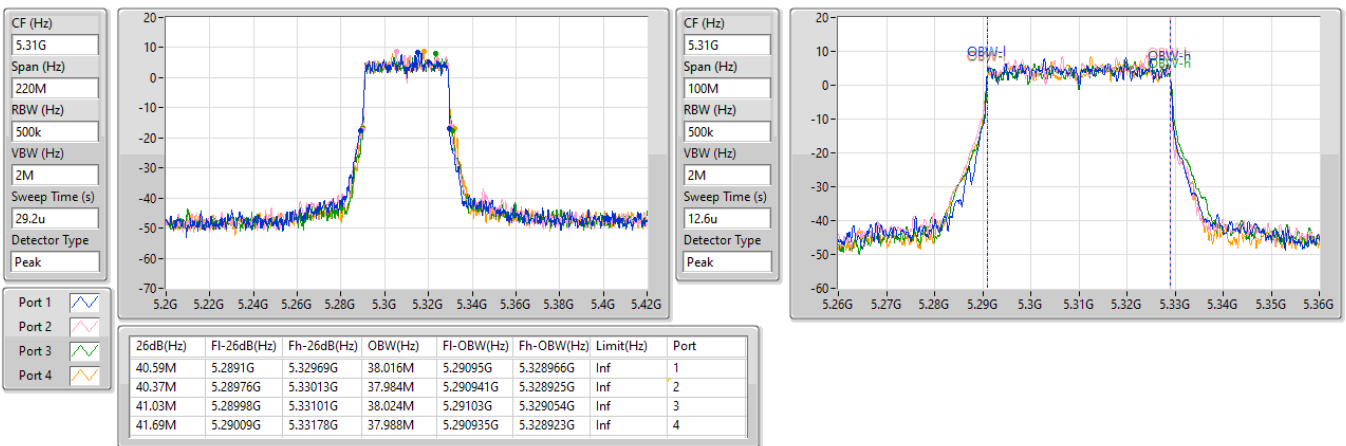 CF (Hz)
5.31G
Span (Hz)
220M
RBW (Hz)
500k
VBW (Hz)
2M
Sweep Time (s)
29.2u
Detector Type
Peak
20
10
0
-10
-20
-30
-40
-50
-60
-70
5.2G 5.22G 5.24G 5.26G 5.28G 5.3G 5.32G 5.34G 5.36G 5.38G 5.4G 5.42G
CF (Hz)
5.31G
Span (Hz)
100M
RBW (Hz)
500k
VBW (Hz)
2M
Sweep Time (s)
12.6u
Detector Type
Peak
20
10
0
-10
-20
-30
-40
-50
-60
OBW-l
OBW-h
OBW-h
5.26G 5.27G 5.28G 5.29G 5.3G 5.31G 5.32G 5.33G 5.34G 5.35G 5.36G
Port 1
Port 2
Port 3
Port 4
26dB(Hz) Fl-26dB(Hz) Fh-26dB(Hz) OBW(Hz) Fl-OBW(Hz) Fh-OBW(Hz) Limit(Hz) Port
40.59M 5.2891G 5.32969G 38.016M 5.29095G 5.328966G Inf 1
40.37M 5.28976G 5.33013G 37.984M 5.290941G 5.328925G Inf 2
41.03M 5.28998G 5.33101G 38.024M 5.29103G 5.329054G Inf 3
41.69M 5.29009G 5.33178G 37.988M 5.290935G 5.328923G Inf 4